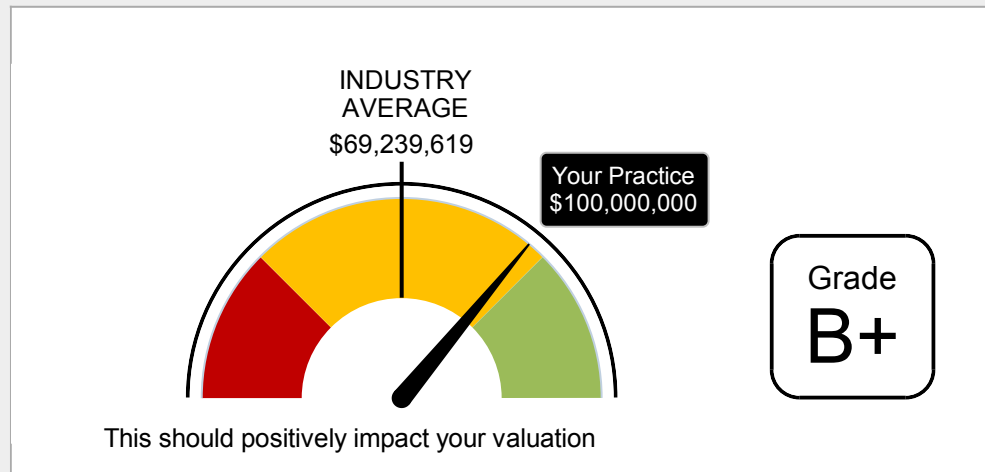 INDUSTRY
AVERAGE
$69,239,619
Your Practice
$100,000,000
Grade
B+
This should positively impact your valuation